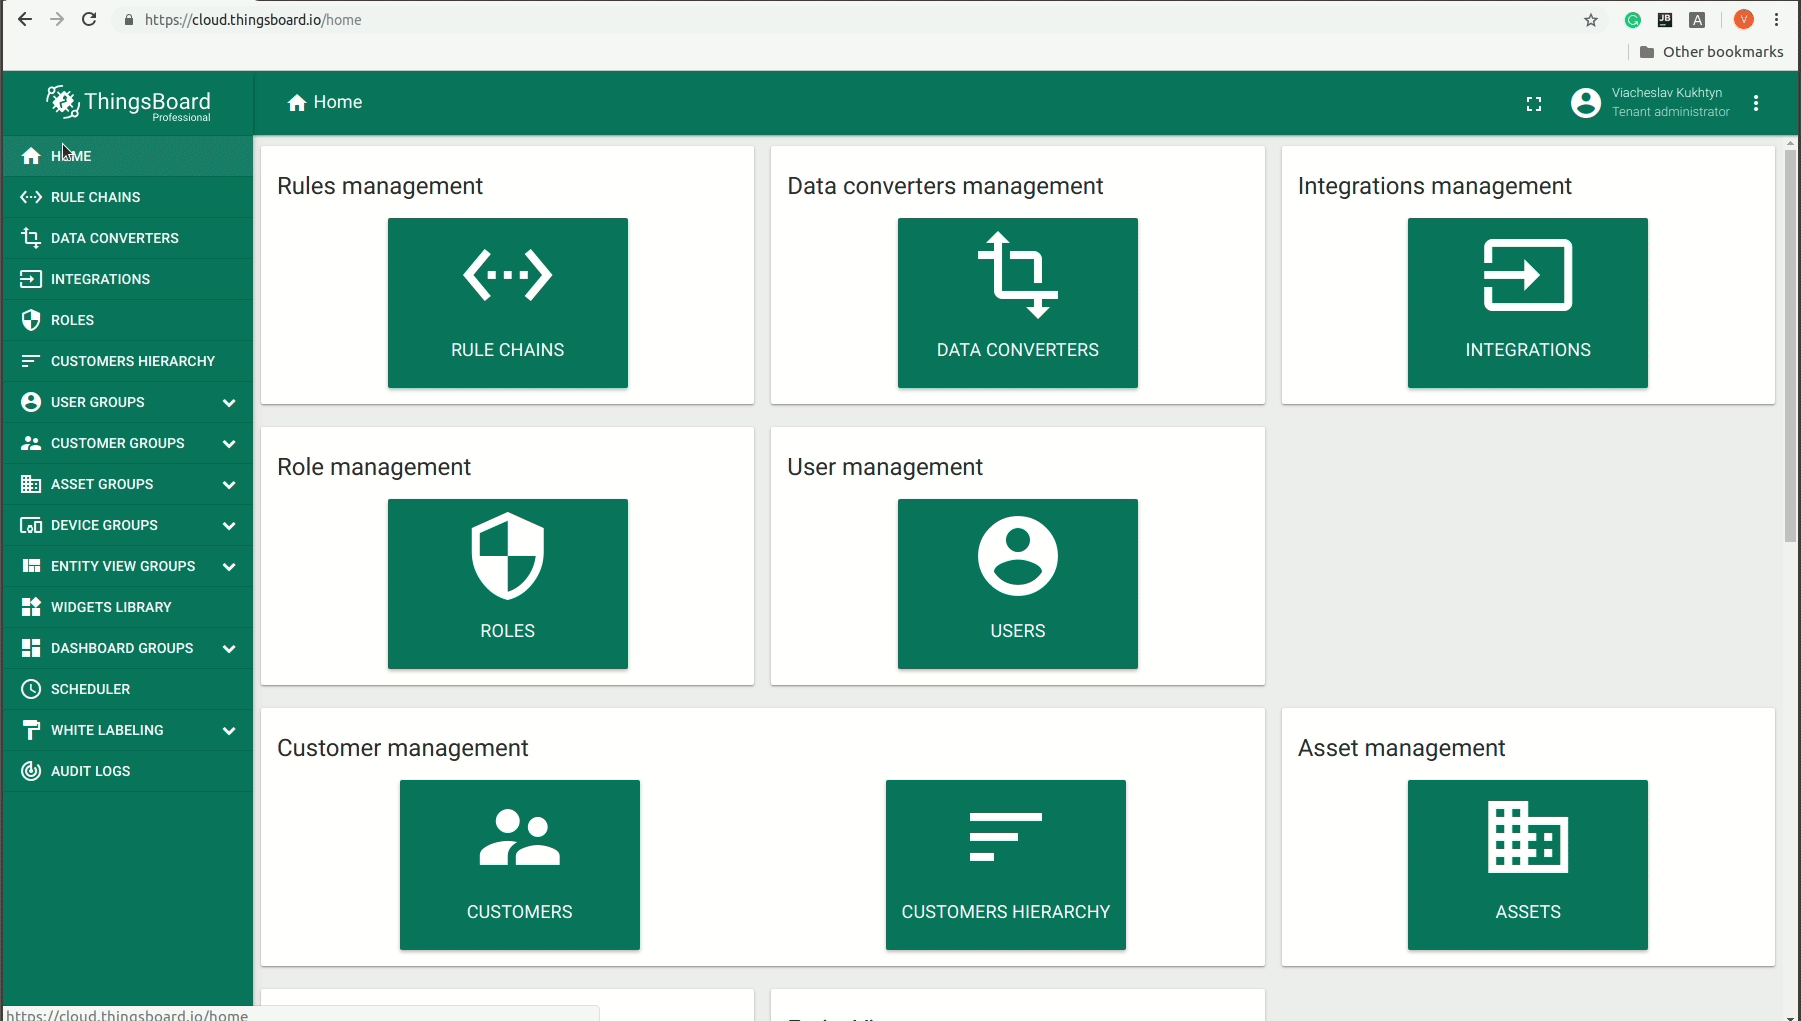 https://cloud.thingsboard.io/home
JB
A
V
Other bookmarks
ThingsBoard
Professional
Home
Viacheslav Kukhtyn
Tenant administrator
HOME
RULE CHAINS
DATA CONVERTERS
INTEGRATIONS
ROLES
CUSTOMERS HIERARCHY
USER GROUPS
CUSTOMER GROUPS
ASSET GROUPS
DEVICE GROUPS
ENTITY VIEW GROUPS
WIDGETS LIBRARY
DASHBOARD GROUPS
SCHEDULER
WHITE LABELING
AUDIT LOGS
Rules management
RULE CHAINS
Data converters management
DATA CONVERTERS
Integrations management
INTEGRATIONS
Role management
ROLES
User management
USERS
Customer management
CUSTOMERS
CUSTOMERS HIERARCHY
Asset management
ASSETS
https://cloud.thingsboard.io/home